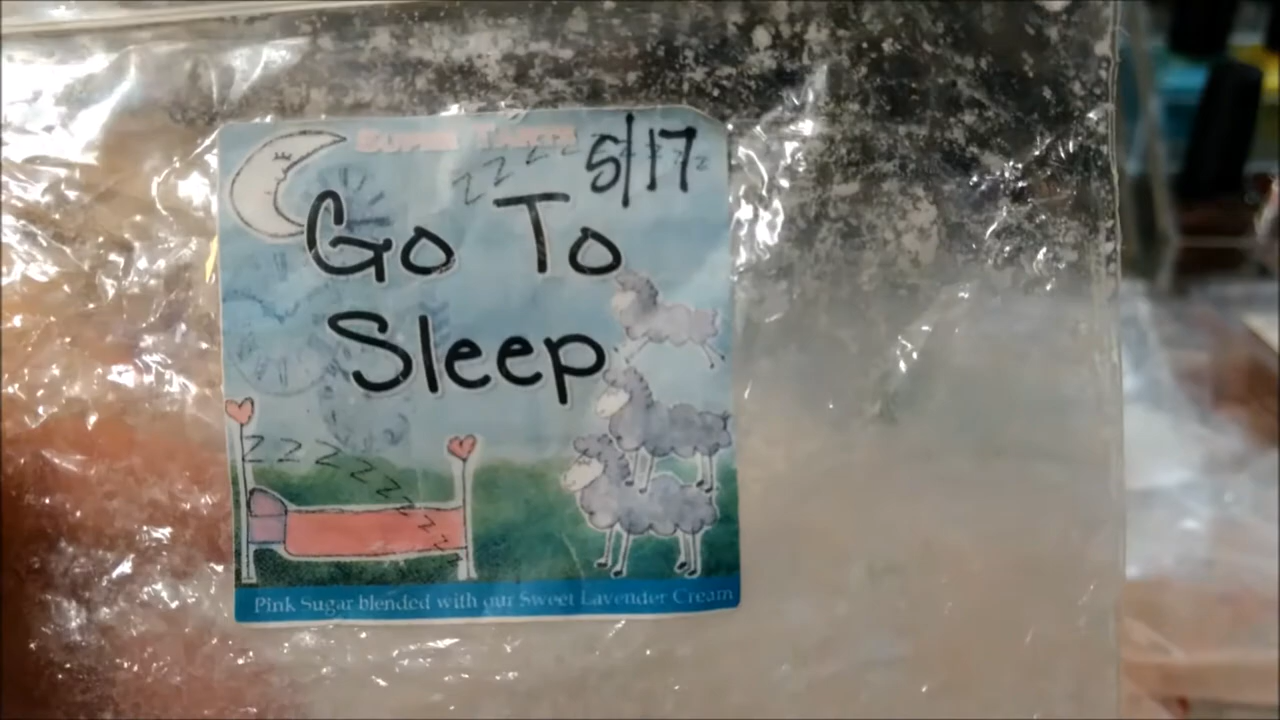 5/17
Go To
Sleep
Z Z Z Z
Pink Sugar blended with our Sweet Lavender Cream